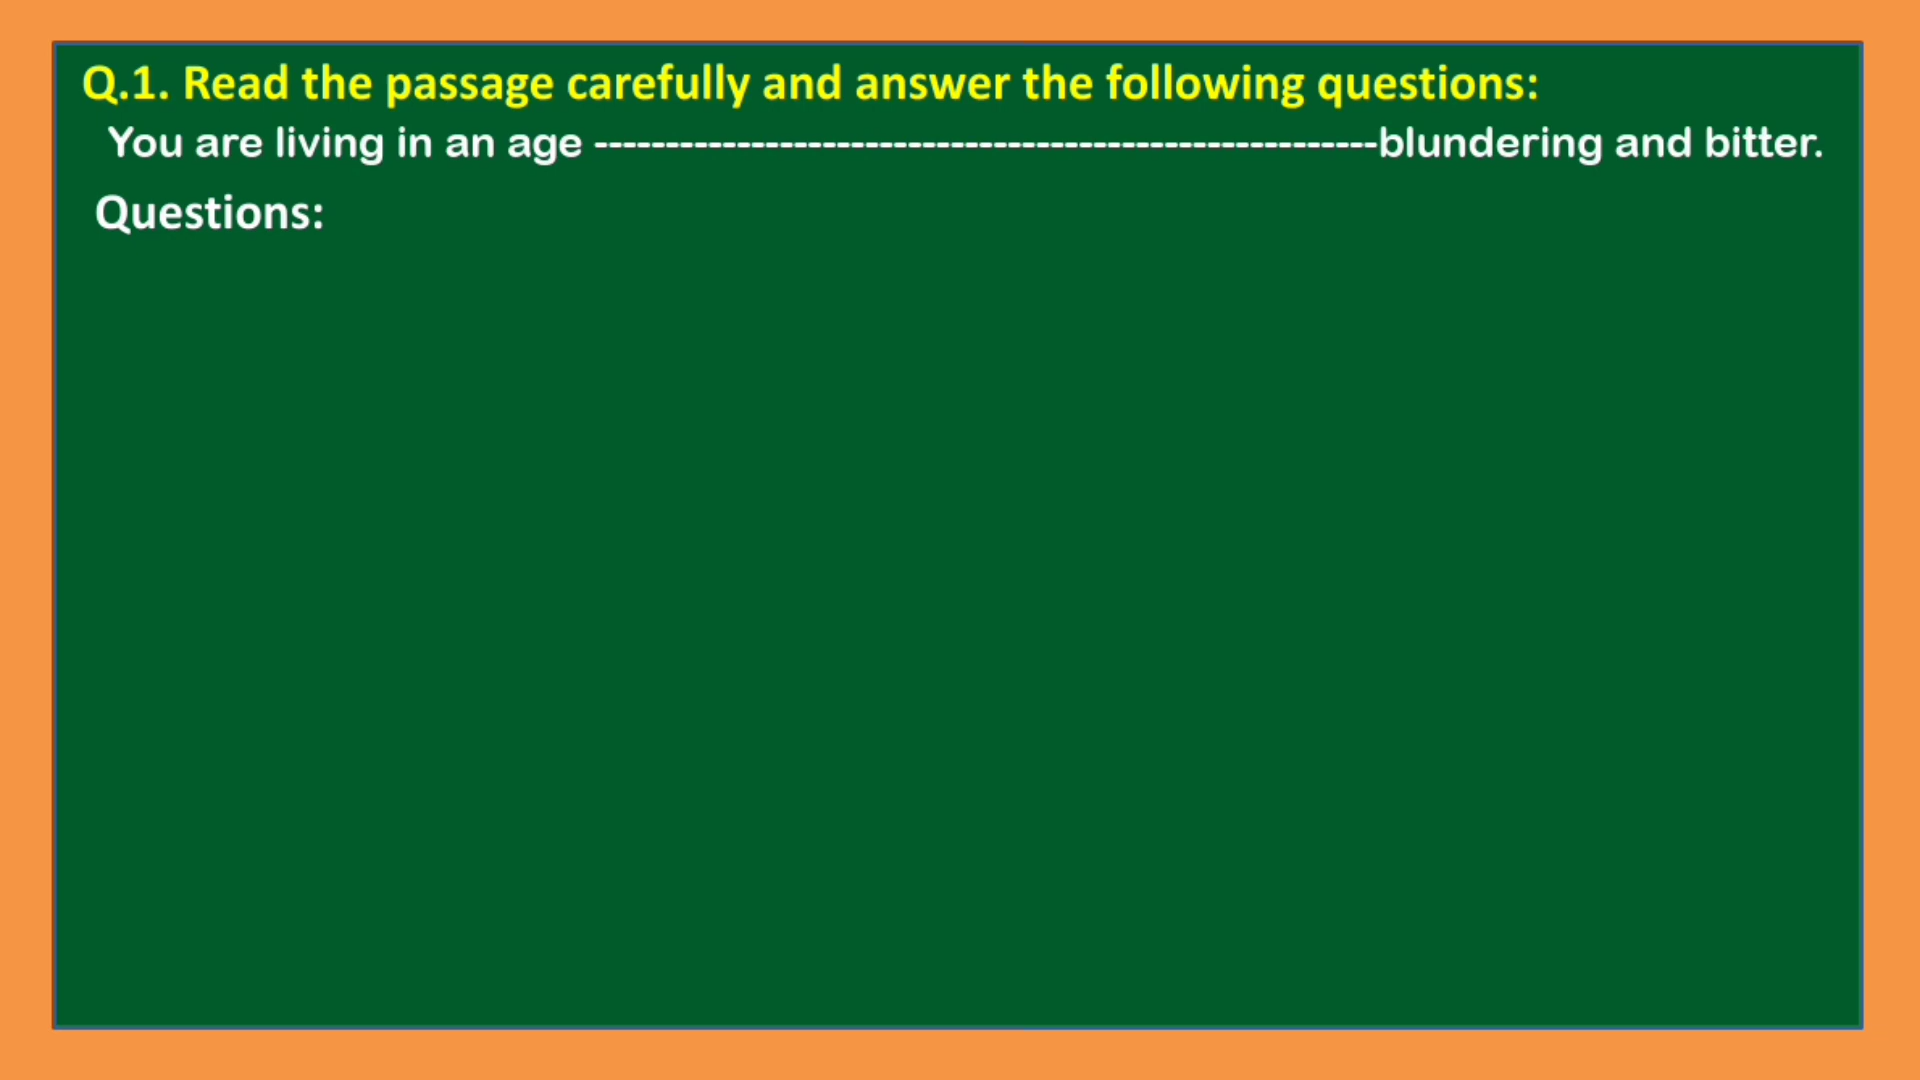 Q.1. Read the passage carefully and answer the following questions:
You are living in an age -------------------------------------------------------blundering and bitter.
Questions: